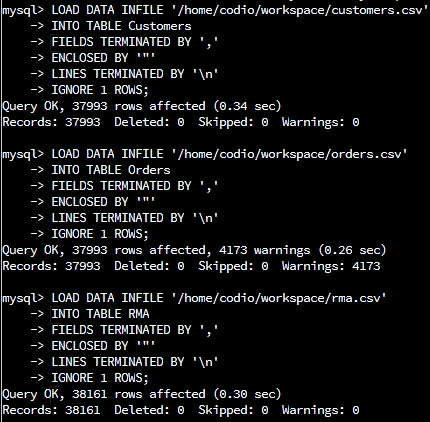 mysql> LOAD DATA INFILE '/home/codio/workspace/customers.csv'
    -> INTO TABLE Customers
    -> FIELDS TERMINATED BY ','
    -> ENCLOSED BY '"'
    -> LINES TERMINATED BY '\n'
    -> IGNORE 1 ROWS;
Query OK, 37993 rows affected (0.34 sec)
Records: 37993  Deleted: 0  Skipped: 0  Warnings: 0

mysql> LOAD DATA INFILE '/home/codio/workspace/orders.csv'
    -> INTO TABLE Orders
    -> FIELDS TERMINATED BY ','
    -> ENCLOSED BY '"'
    -> LINES TERMINATED BY '\n'
    -> IGNORE 1 ROWS;
Query OK, 37993 rows affected, 4173 warnings (0.26 sec)
Records: 37993  Deleted: 0  Skipped: 0  Warnings: 4173

mysql> LOAD DATA INFILE '/home/codio/workspace/rma.csv'
    -> INTO TABLE RMA
    -> FIELDS TERMINATED BY ','
    -> ENCLOSED BY '"'
    -> LINES TERMINATED BY '\n'
    -> IGNORE 1 ROWS;
Query OK, 38161 rows affected (0.30 sec)
Records: 38161  Deleted: 0  Skipped: 0  Warnings: 0